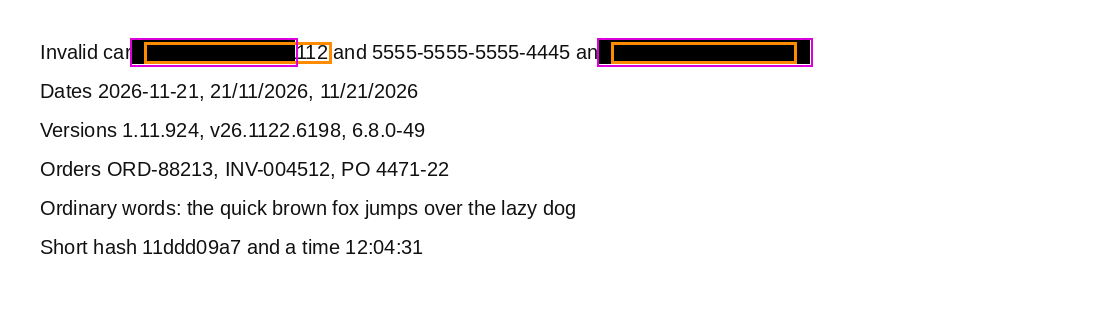 Invalid car 112 and 5555-5555-5555-4445 an
Dates 2026-11-21, 21/11/2026, 11/21/2026
Versions 1.11.924, v26.1122.6198, 6.8.0-49
Orders ORD-88213, INV-004512, PO 4471-22
Ordinary words: the quick brown fox jumps over the lazy dog
Short hash 11ddd09a7 and a time 12:04:31